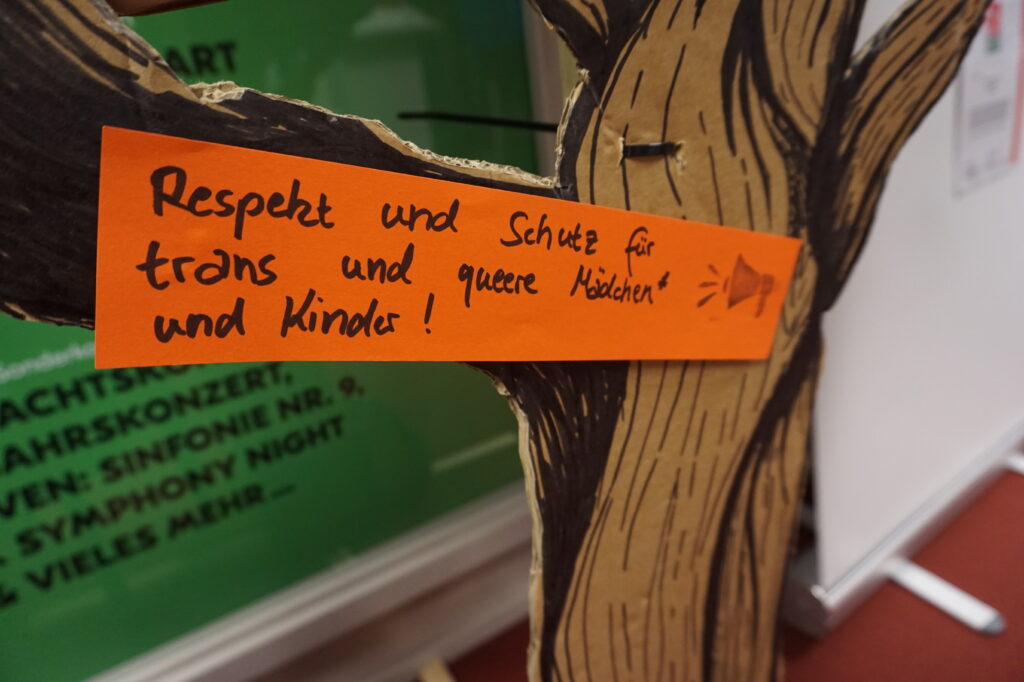 ART
Respekt und Schutz für
trans und queere Mädchen*
und Kinder!
AHRSKONZERT,
VEN: SINFONIE NR. 9,
SYMPHONY NIGHT
& VIELES MEHR...